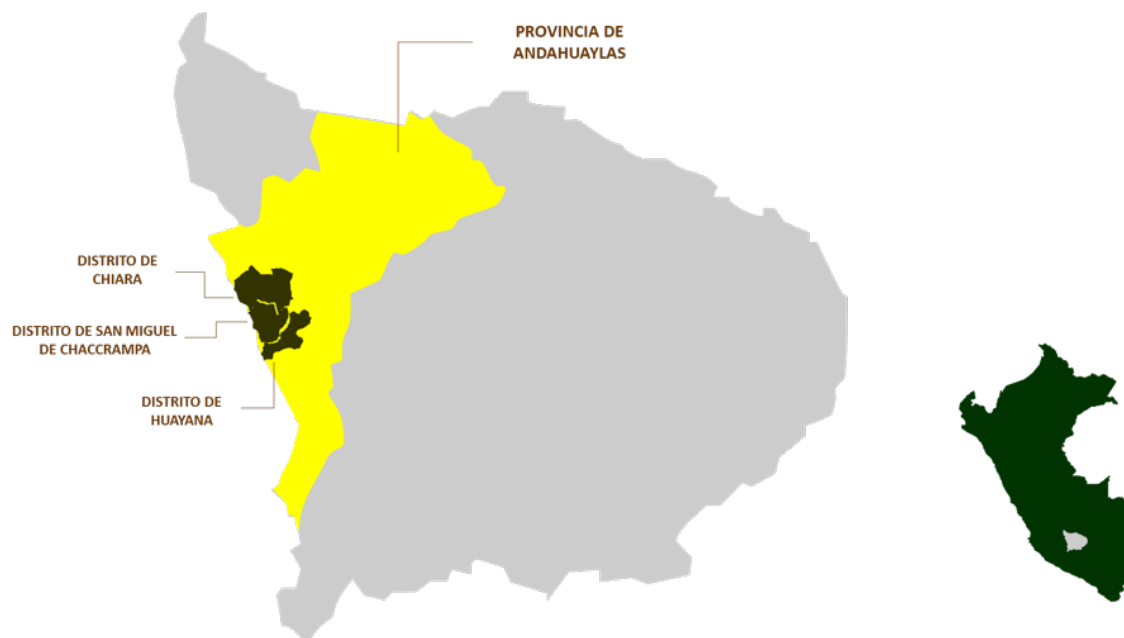 PROVINCIA DE
ANDAHUAYLAS
DISTRITO DE
CHIARA
DISTRITO DE SAN MIGUEL
DE CHACCRAMPA
DISTRITO DE
HUAYANA